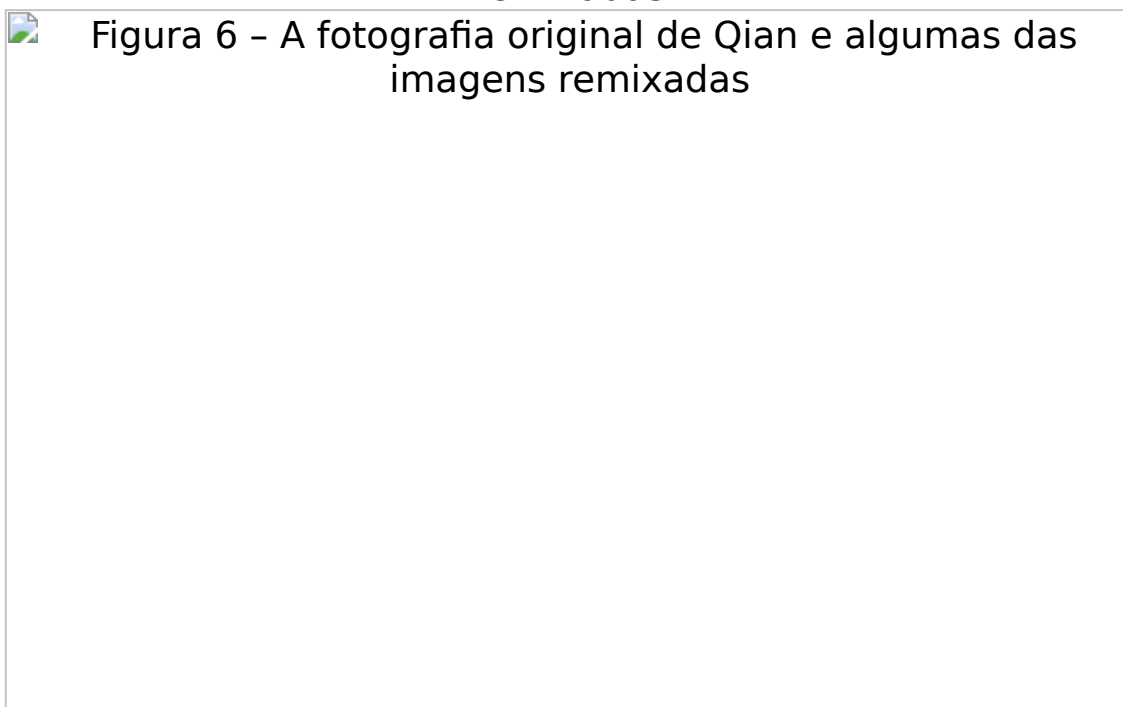 Figura 6 – A fotografia original de Qian e algumas das
imagens remixadas